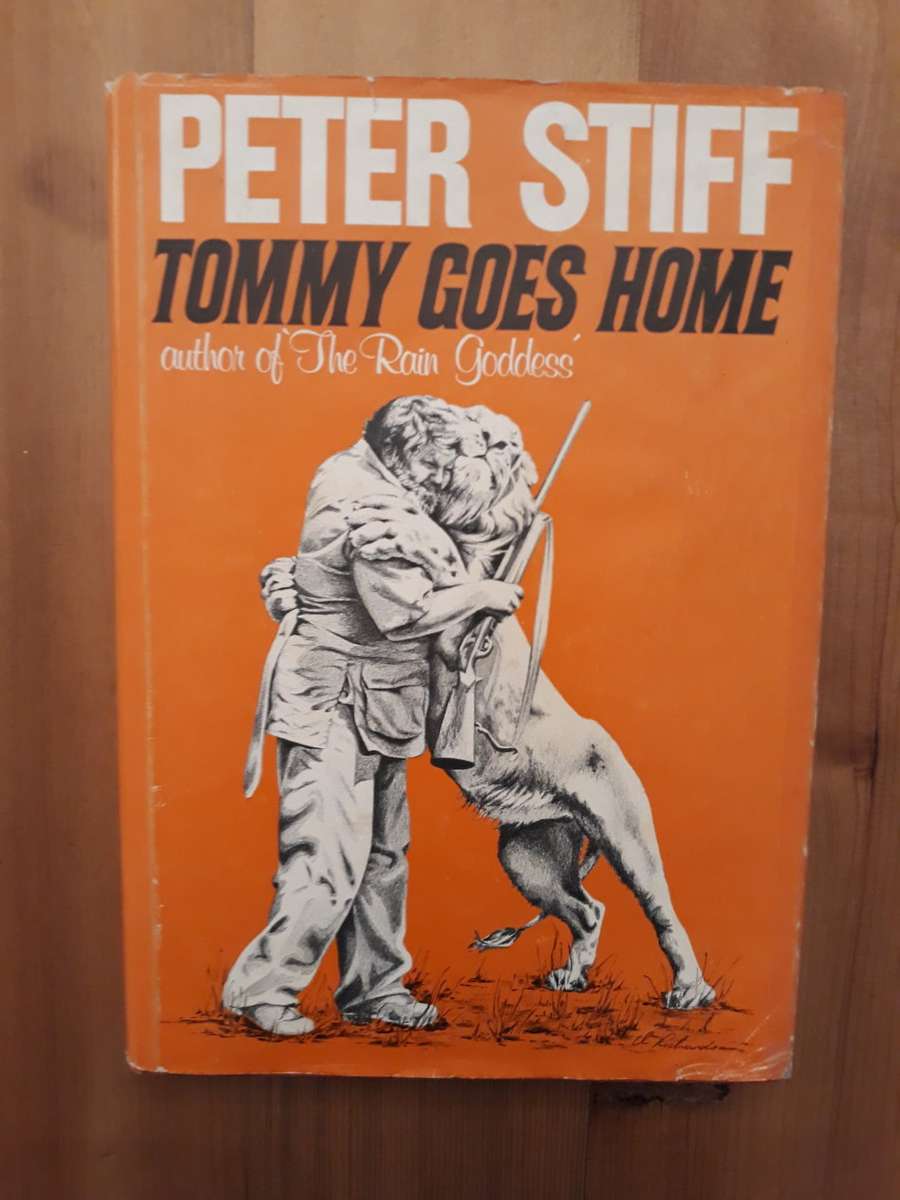 PETER STIFF
TOMMY GOES HOME
author of 'The Rain Goddess'